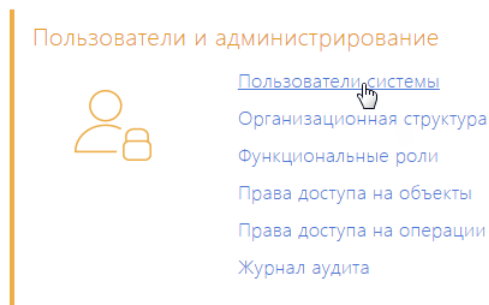 Пользователи и администрирование
Пользователи системы
Организационная структура
Функциональные роли
Права доступа на объекты
Права доступа на операции
Журнал аудита